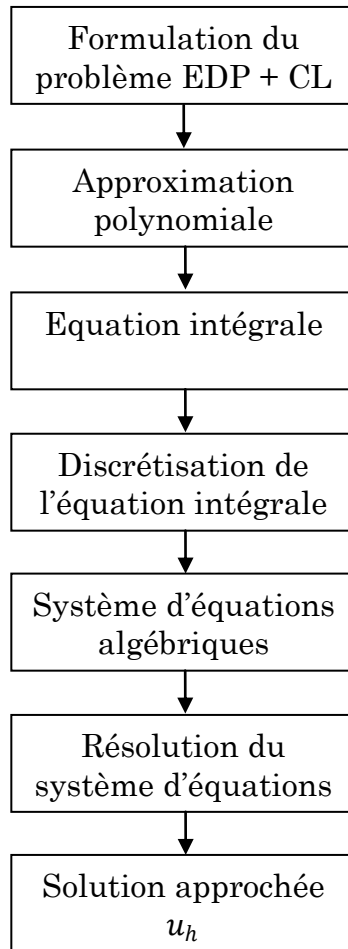 Formulation du
problème EDP + CL
Approximation
polynomiale
Equation intégrale
Discrétisation de
l'équation intégrale
Système d'équations
algébriques
Résolution du
système d'équations
Solution approchée
u_h